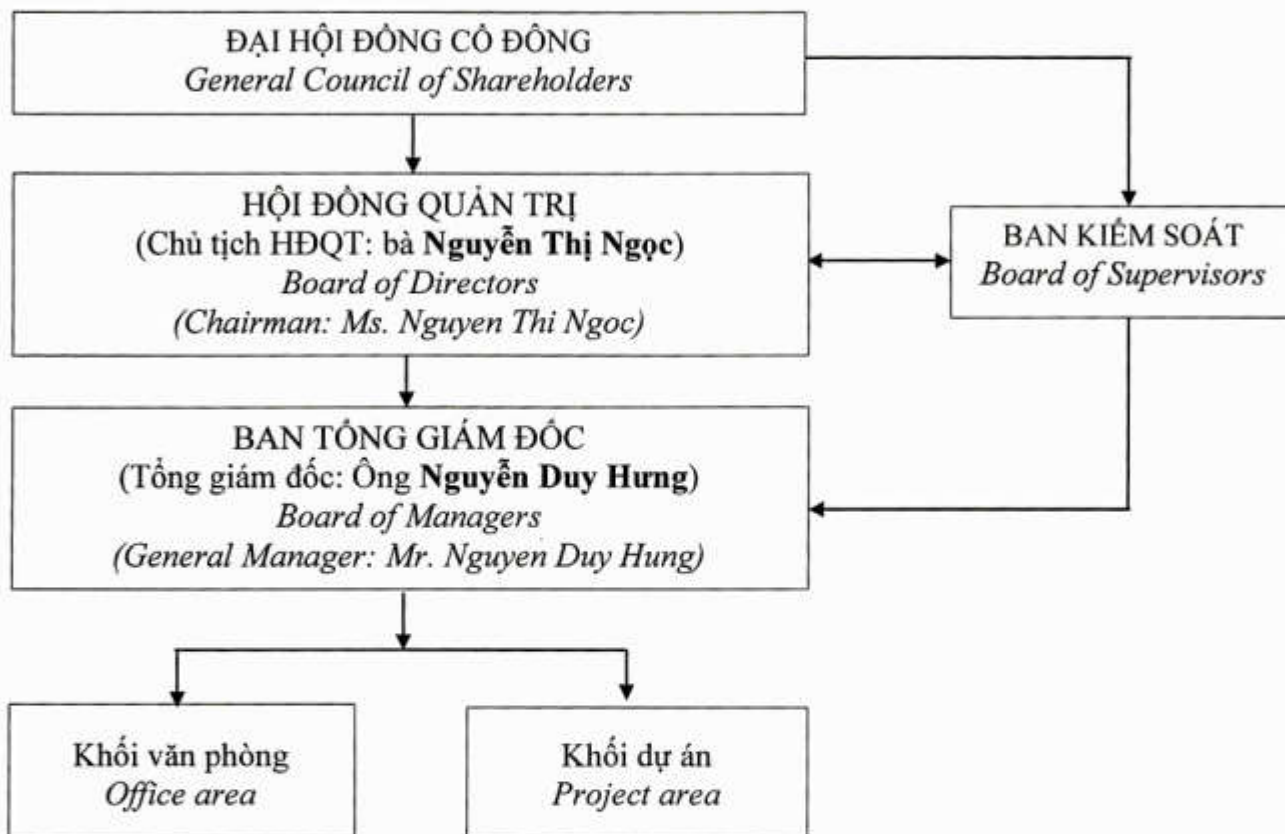 ĐẠI HỘI ĐỒNG CỔ ĐÔNG
General Council of Shareholders
HỘI ĐỒNG QUẢN TRỊ
(Chủ tịch HĐQT: bà Nguyễn Thị Ngọc)
Board of Directors
(Chairman: Ms. Nguyen Thi Ngoc)
BAN KIỂM SOÁT
Board of Supervisors
BAN TỔNG GIÁM ĐỐC
(Tổng giám đốc: Ông Nguyễn Duy Hưng)
Board of Managers
(General Manager: Mr. Nguyen Duy Hung)
Khối văn phòng
Office area
Khối dự án
Project area